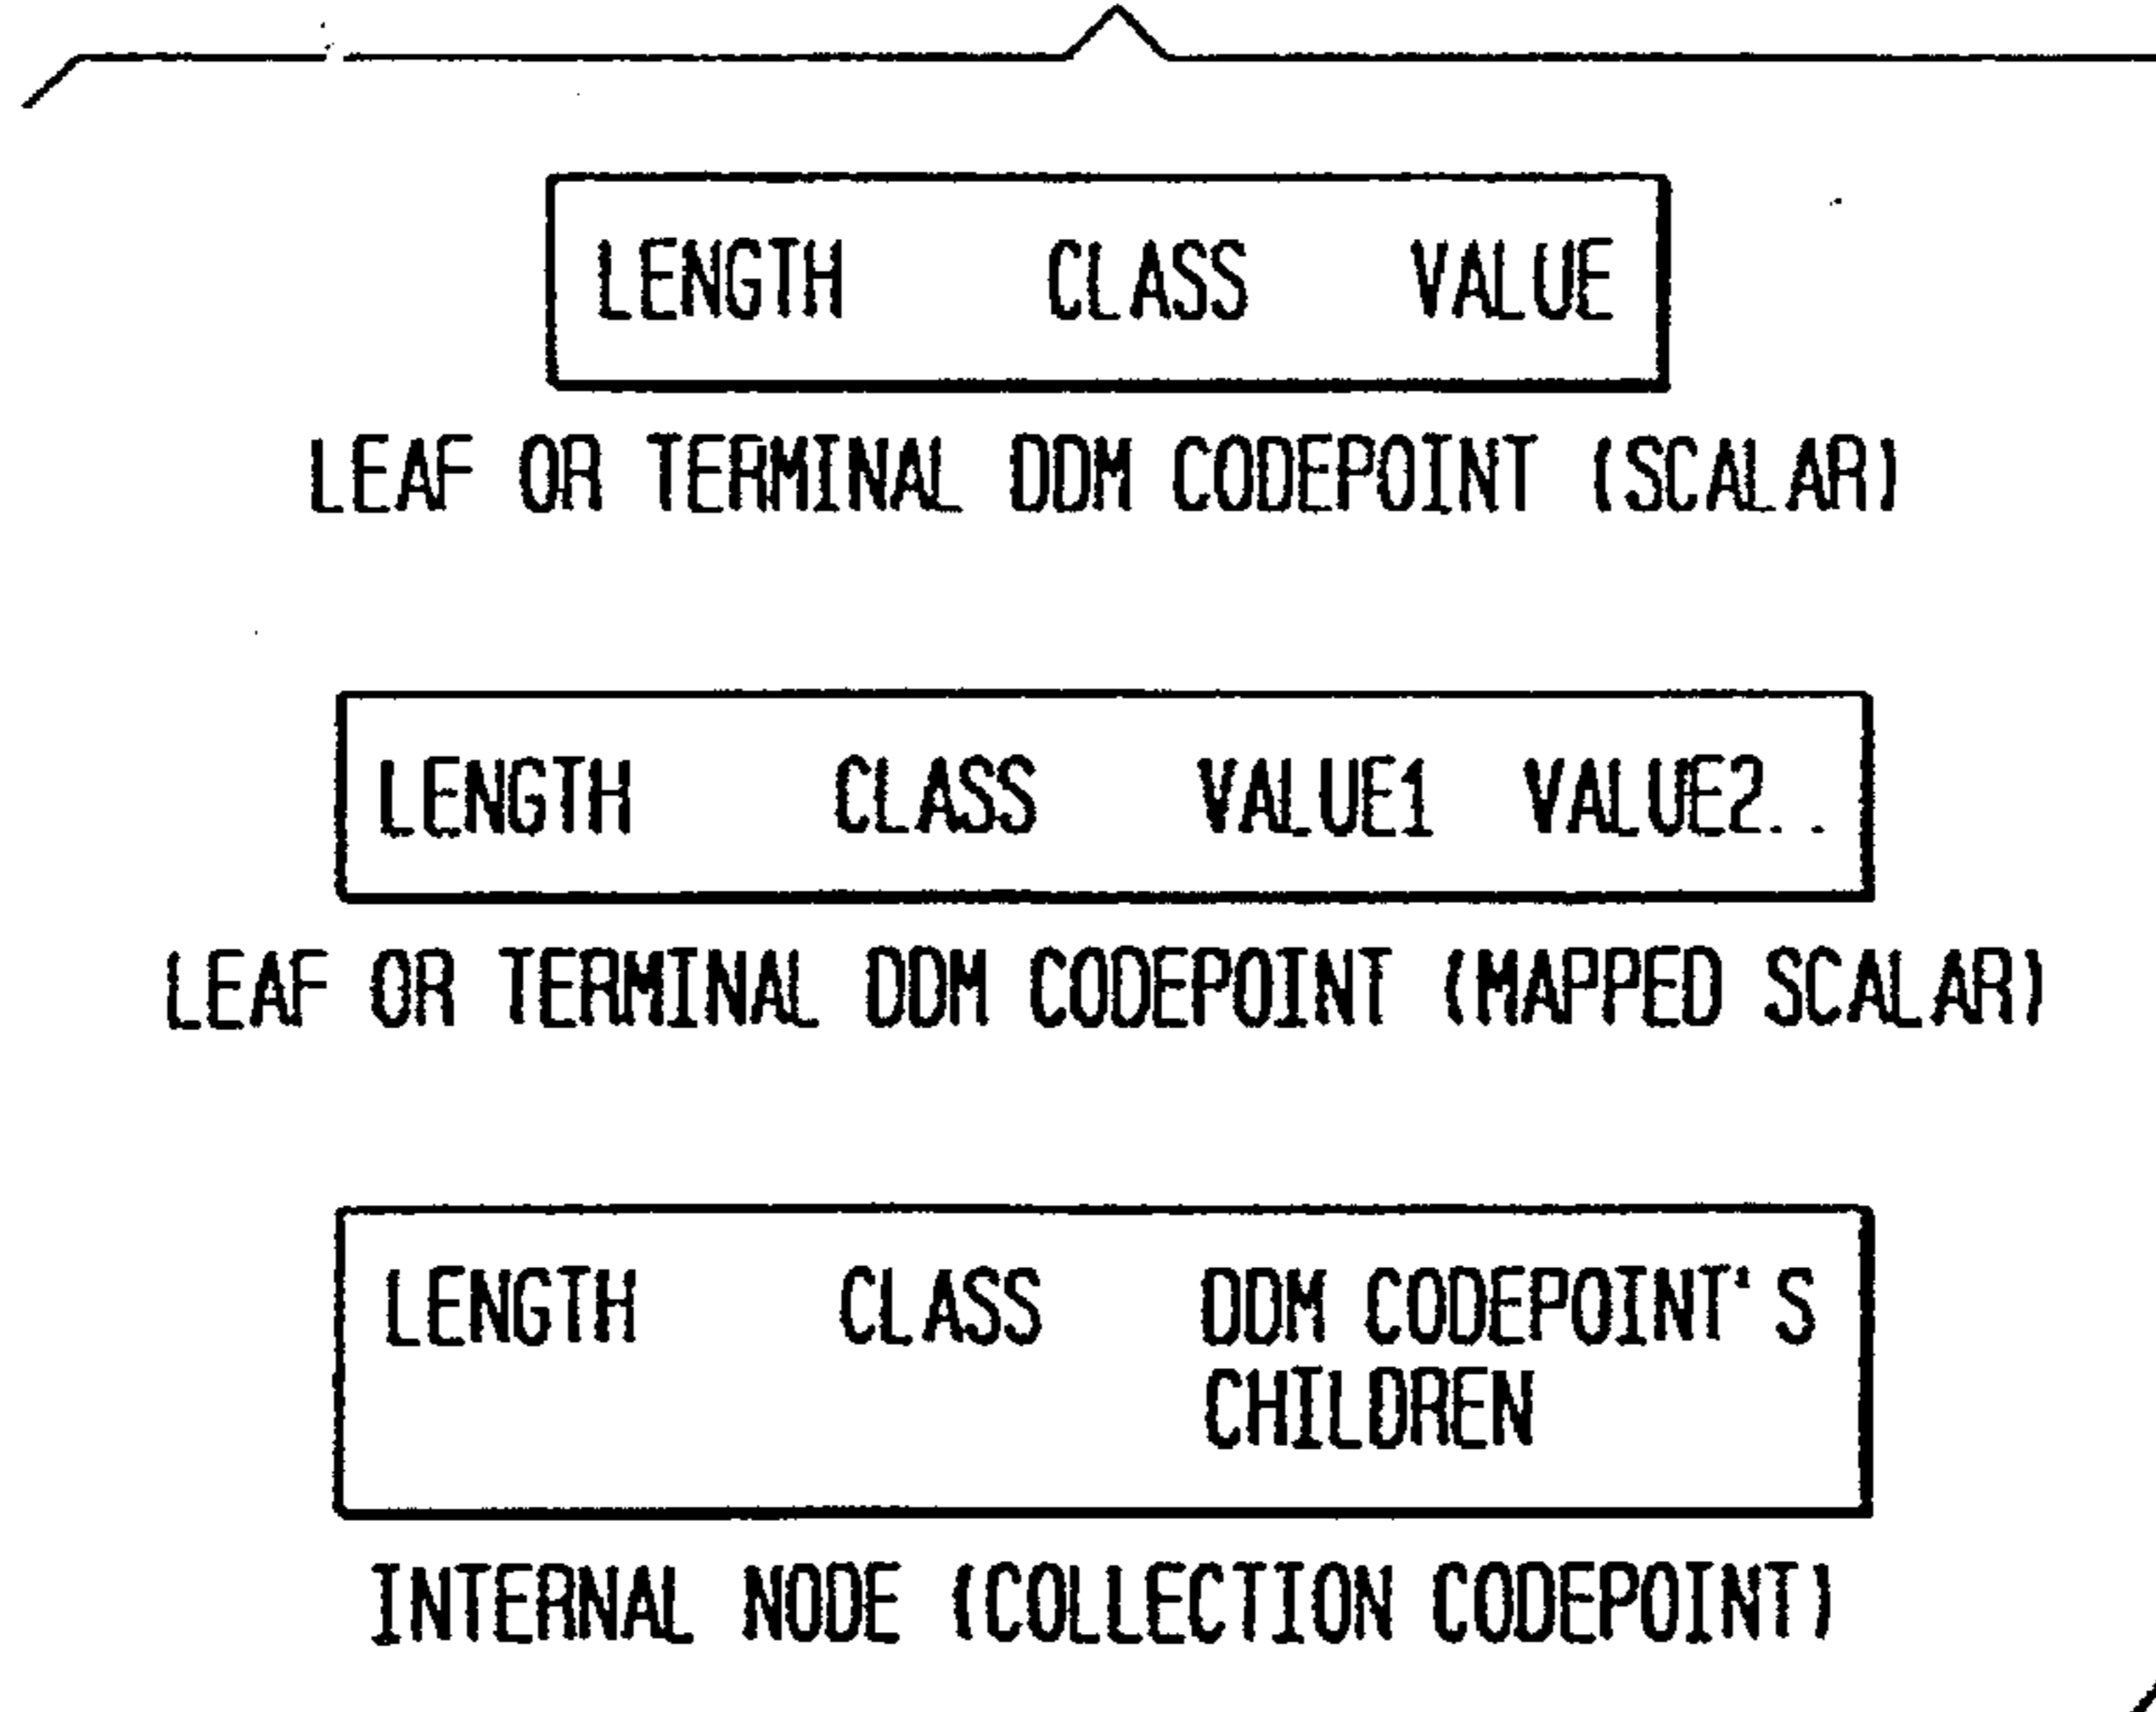 LENGTH CLASS VALUE
LEAF OR TERMINAL DDM CODEPOINT (SCALAR)
LENGTH CLASS VALUE1 VALUE2..
LEAF OR TERMINAL DDM CODEPOINT (MAPPED SCALAR)
LENGTH CLASS DDM CODEPOINT'S
CHILDREN
INTERNAL NODE (COLLECTION CODEPOINT)